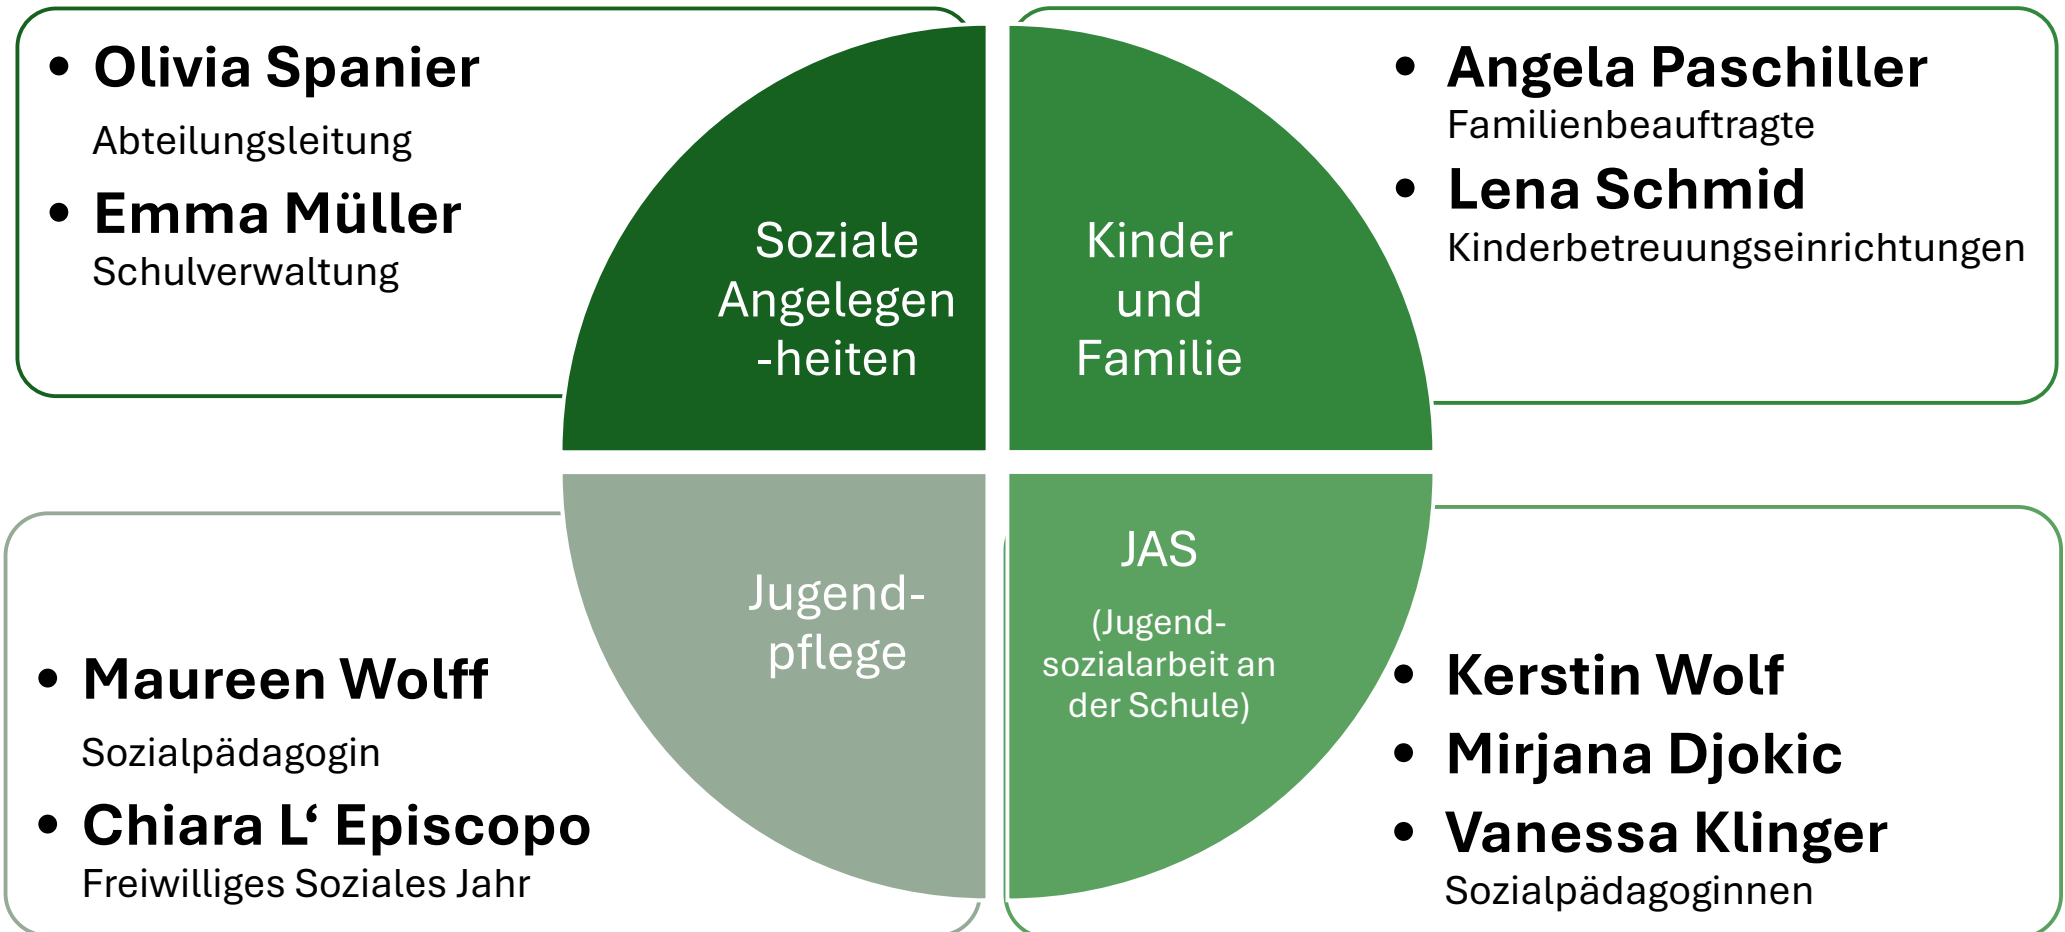 Olivia Spanier
Abteilungsleitung
Emma Müller
Schulverwaltung
Soziale
Angelegen
-heiten
Kinder
und
Familie
Angela Paschiller
Familienbeauftragte
Lena Schmid
Kinderbetreuungseinrichtungen
Maureen Wolff
Sozialpädagogin
Chiara L‘ Episcopo
Freiwilliges Soziales Jahr
Jugend-
pflege
JAS
(Jugend-
sozialarbeit an
der Schule)
Kerstin Wolf
Mirjana Djokic
Vanessa Klinger
Sozialpädagoginnen